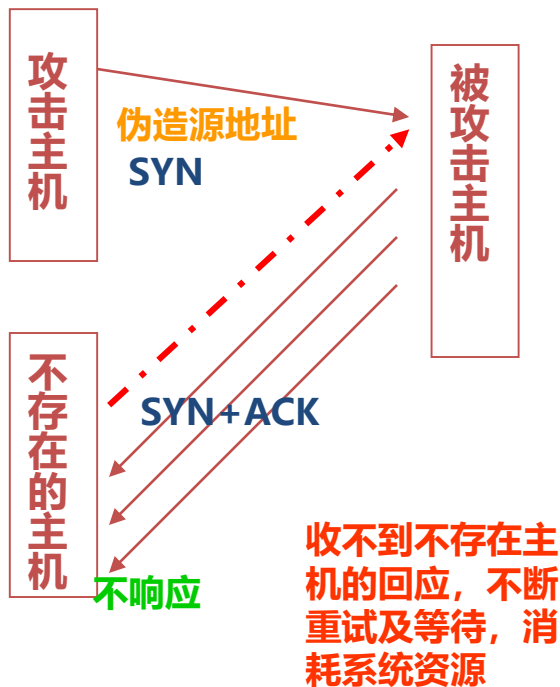 攻击主机
伪造源地址
SYN
被攻击主机
不存在的主机
SYN+ACK
不响应
收不到不存在主
机的回应，不断
重试及等待，消
耗系统资源